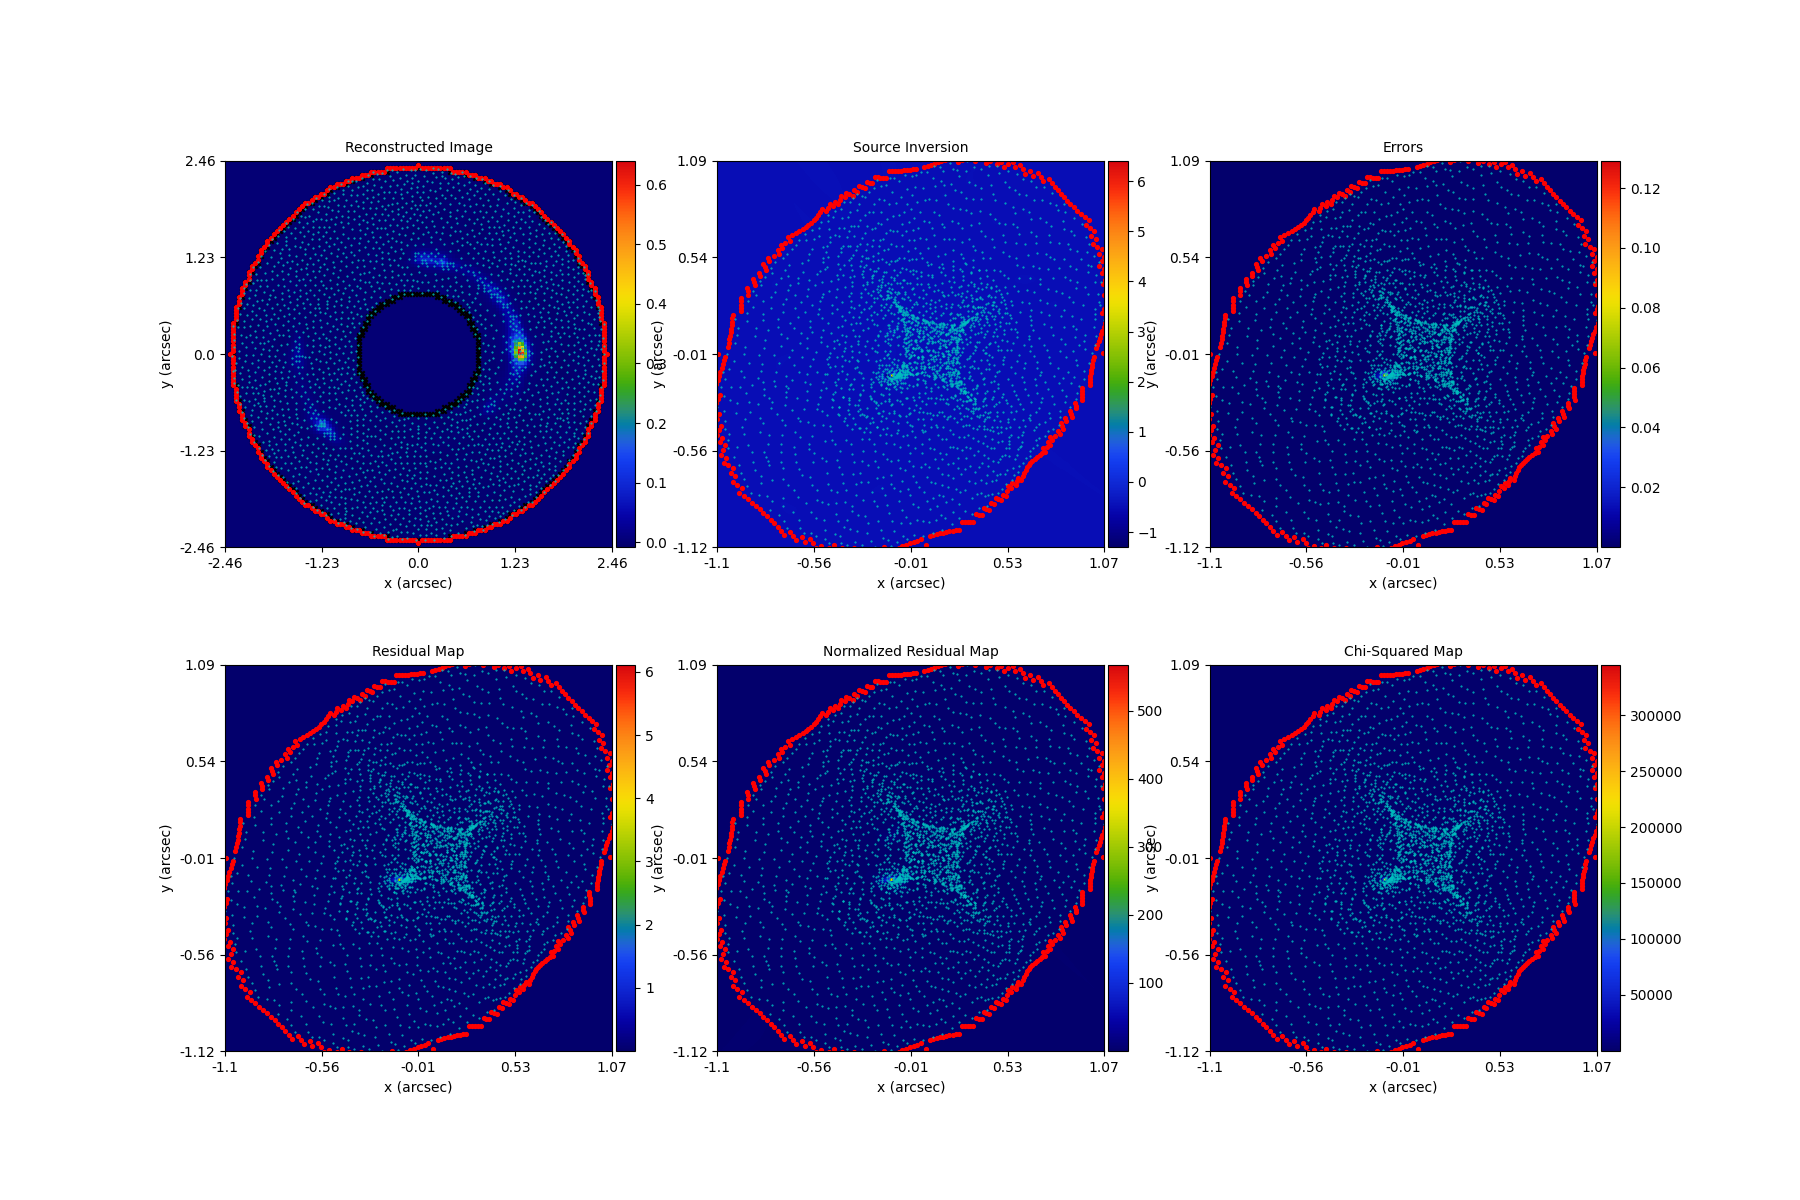 Reconstructed Image
2.46
1.23
0.0
-1.23
-2.46
y (arcsec)
-2.46 -1.23 0.0 1.23 2.46
x (arcsec)
0.6
0.5
0.4
0.3
0.2
0.1
0.0
Source Inversion
1.09
0.54
-0.01
-0.56
-1.12
y (arcsec)
-1.1 -0.56 -0.01 0.53 1.07
x (arcsec)
6
5
4
3
2
1
0
−1
Errors
1.09
0.54
-0.01
-0.56
-1.12
y (arcsec)
-1.1 -0.56 -0.01 0.53 1.07
x (arcsec)
0.12
0.10
0.08
0.06
0.04
0.02
Residual Map
1.09
0.54
-0.01
-0.56
-1.12
y (arcsec)
-1.1 -0.56 -0.01 0.53 1.07
x (arcsec)
6
5
4
3
2
1
Normalized Residual Map
1.09
0.54
-0.01
-0.56
-1.12
y (arcsec)
-1.1 -0.56 -0.01 0.53 1.07
x (arcsec)
500
400
300
200
100
Chi-Squared Map
1.09
0.54
-0.01
-0.56
-1.12
y (arcsec)
-1.1 -0.56 -0.01 0.53 1.07
x (arcsec)
300000
250000
200000
150000
100000
50000